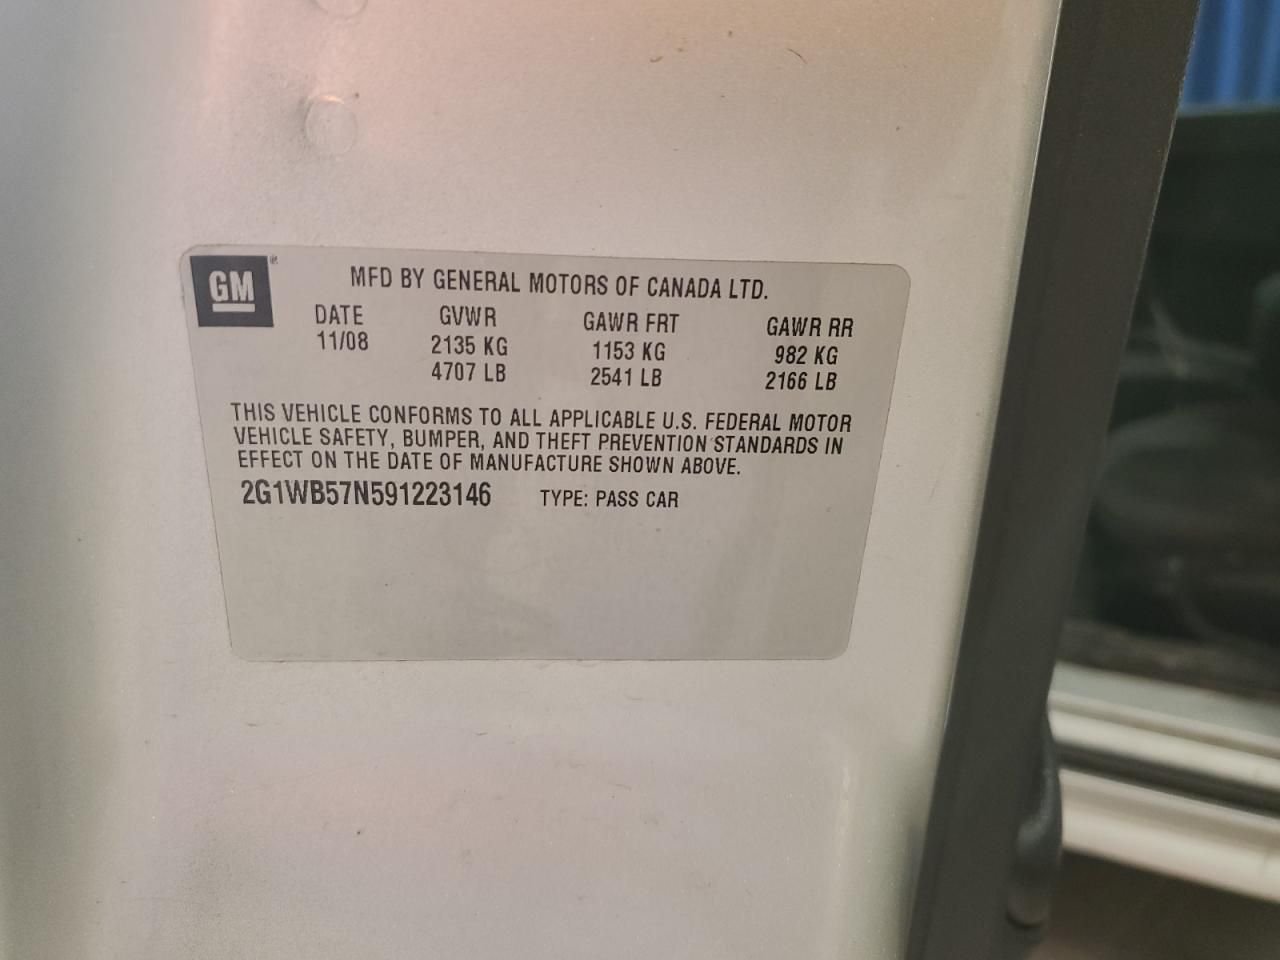 GM®
MFD BY GENERAL MOTORS OF CANADA LTD.
DATE GVWR GAWR FRT GAWR RR
11/08 2135 KG 1153 KG 982 KG
4707 LB 2541 LB 2166 LB
THIS VEHICLE CONFORMS TO ALL APPLICABLE U.S. FEDERAL MOTOR
VEHICLE SAFETY, BUMPER, AND THEFT PREVENTION STANDARDS IN
EFFECT ON THE DATE OF MANUFACTURE SHOWN ABOVE.
2G1WB57N591223146 TYPE: PASS CAR